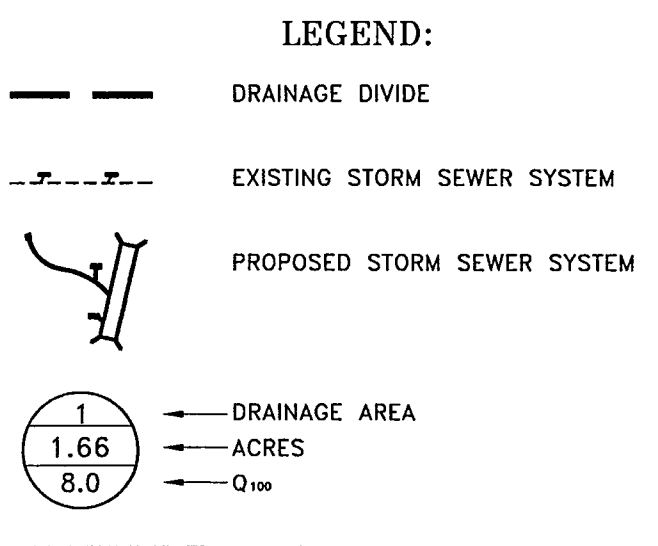 LEGEND:
DRAINAGE DIVIDE
EXISTING STORM SEWER SYSTEM
PROPOSED STORM SEWER SYSTEM
1 DRAINAGE AREA
1.66 ACRES
8.0 Q100